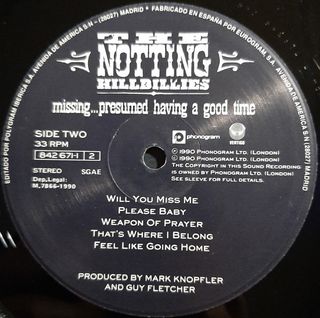 EDITADO POR POLYGRAM IBERICA S.A. AVENIDA DE AMERICA S/N - (28027) MADRID * FABRICADO EN ESPAÑA POR EUROGRAM, S.A. AVENIDA DE AMERICA S/N - (28027) MADRID
THE
NOTTING
HILLBILLIES
missing...presumed having a good time
SIDE TWO
33 RPM
842 671-1 2
STEREO SGAE
Dep. Legal:
M.7866-1990
phonogram
VERTIGO
℗ 1990 PHONOGRAM LTD. (LONDON)
© 1990 PHONOGRAM LTD. (LONDON)
THE COPYRIGHT IN THIS SOUND RECORDING
IS OWNED BY PHONOGRAM LTD. (LONDON)
SEE SLEEVE FOR FULL DETAILS.
WILL YOU MISS ME
PLEASE BABY
WEAPON OF PRAYER
THAT'S WHERE I BELONG
FEEL LIKE GOING HOME
PRODUCED BY MARK KNOPFLER
AND GUY FLETCHER